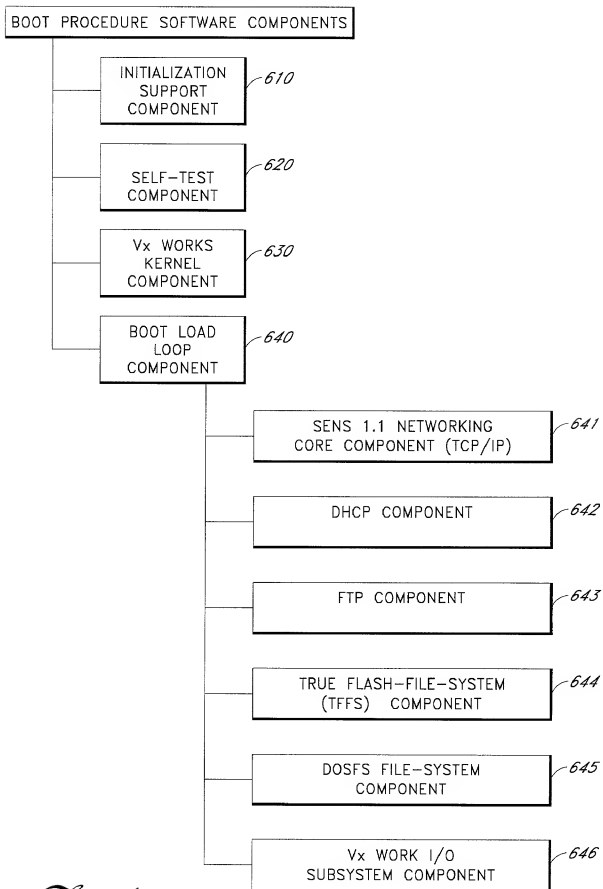 BOOT PROCEDURE SOFTWARE COMPONENTS
INITIALIZATION
SUPPORT
COMPONENT
610
SELF-TEST
COMPONENT
620
Vx WORKS
KERNEL
COMPONENT
630
BOOT LOAD
LOOP
COMPONENT
640
SENS 1.1 NETWORKING
CORE COMPONENT (TCP/IP)
641
DHCP COMPONENT
642
FTP COMPONENT
643
TRUE FLASH-FILE-SYSTEM
(TFFS) COMPONENT
644
DOSFS FILE-SYSTEM
COMPONENT
645
Vx WORK I/O
SUBSYSTEM COMPONENT
646